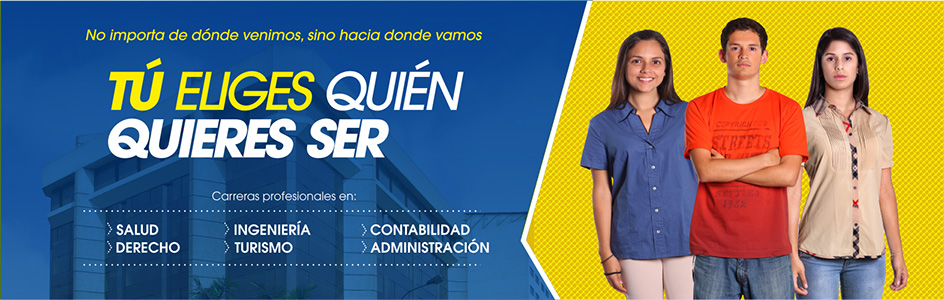 No importa de dónde venimos, sino hacia donde vamos
TÚ ELIGES QUIÉN
QUIERES SER
Carreras profesionales en:
SALUD
DERECHO
INGENIERÍA
TURISMO
CONTABILIDAD
ADMINISTRACIÓN
STREETS